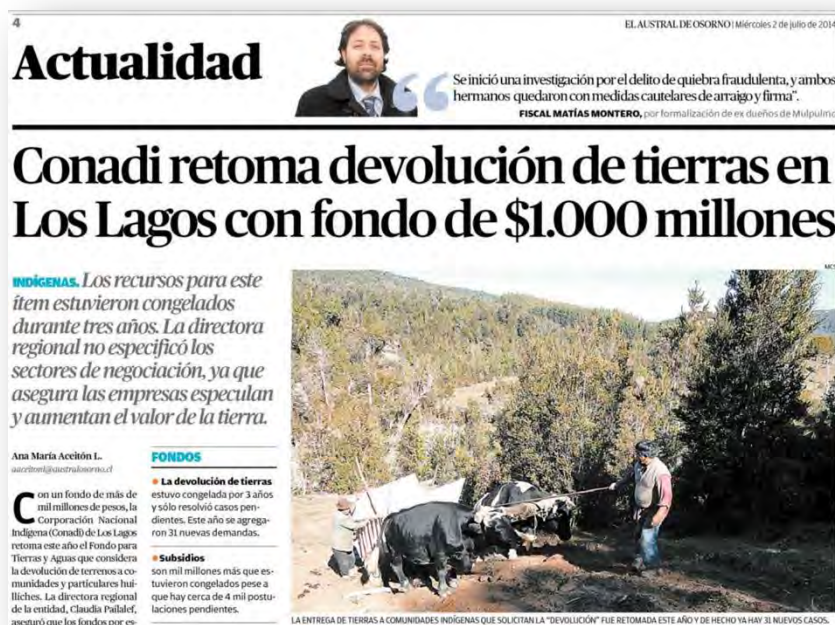 4
EL AUSTRAL DE OSORNO | Miércoles 2 de julio de 2014
Actualidad
Se inició una investigación por el delito de quiebra fraudulenta, y ambos
hermanos quedaron con medidas cautelares de arraigo y firma".
FISCAL MATÍAS MONTERO, por formalización de ex dueños de Mulpulmo
Conadi retoma devolución de tierras en
Los Lagos con fondo de $1.000 millones
INDÍGENAS. Los recursos para este
ítem estuvieron congelados
durante tres años. La directora
regional no especificó los
sectores de negociación, ya que
asegura las empresas especulan
y aumentan el valor de la tierra.
Ana María Aceitón L.
aaceitonl@australosorno.cl
Con un fondo de más de
mil millones de pesos, la
Corporación Nacional
Indígena (Conadi) de Los Lagos
retoma este año el Fondo para
Tierras y Aguas que considera
la devolución de terrenos a co-
munidades y particulares hui-
lliches. La directora regional
de la entidad, Claudia Pailalef,
aseguró que los fondos por es-
FONDOS
• La devolución de tierras
estuvo congelada por 3 años
y sólo resolvió casos pen-
dientes. Este año se agrega-
ron 31 nuevas demandas.
• Subsidios
son mil millones más que es-
tuvieron congelados pese a
que hay cerca de 4 mil postu-
laciones pendientes.
LA ENTREGA DE TIERRAS A COMUNIDADES INDÍGENAS QUE SOLICITAN LA "DEVOLUCIÓN" FUE RETOMADA ESTE AÑO Y DE HECHO YA HAY 31 NUEVOS CASOS.